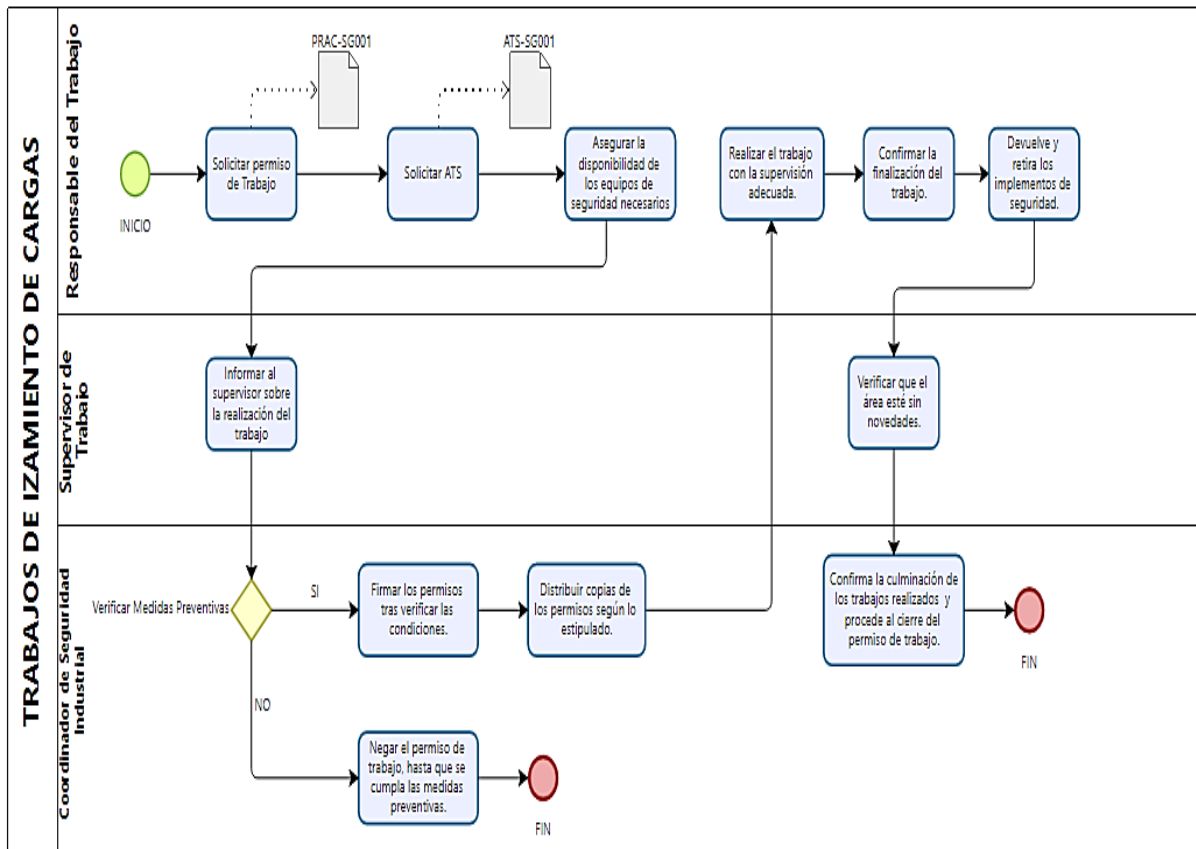 TRABAJOS DE IZAMIENTO DE CARGAS
Responsable del Trabajo
PRAC-SG001
ATS-SG001
INICIO
Solicitar permiso
de Trabajo
Solicitar ATS
Asegurar la
disponibilidad de
los equipos de
seguridad necesarios
Realizar el trabajo
con la supervisión
adecuada.
Confirmar la
finalización del
trabajo.
Devuelve y
retira los
implementos de
seguridad.
Supervisor de
Trabajo
Informar al
supervisor sobre
la realización del
trabajo
Verificar que el
área esté sin
novedades.
Coordinador de Seguridad
Industrial
Verificar Medidas Preventivas
SI
Firmar los permisos
tras verificar las
condiciones.
Distribuir copias de
los permisos según lo
estipulado.
Confirma la culminación de
los trabajos realizados y
procede al cierre del
permiso de trabajo.
FIN
NO
Negar el permiso de
trabajo, hasta que se
cumpla las medidas
preventivas.
FIN